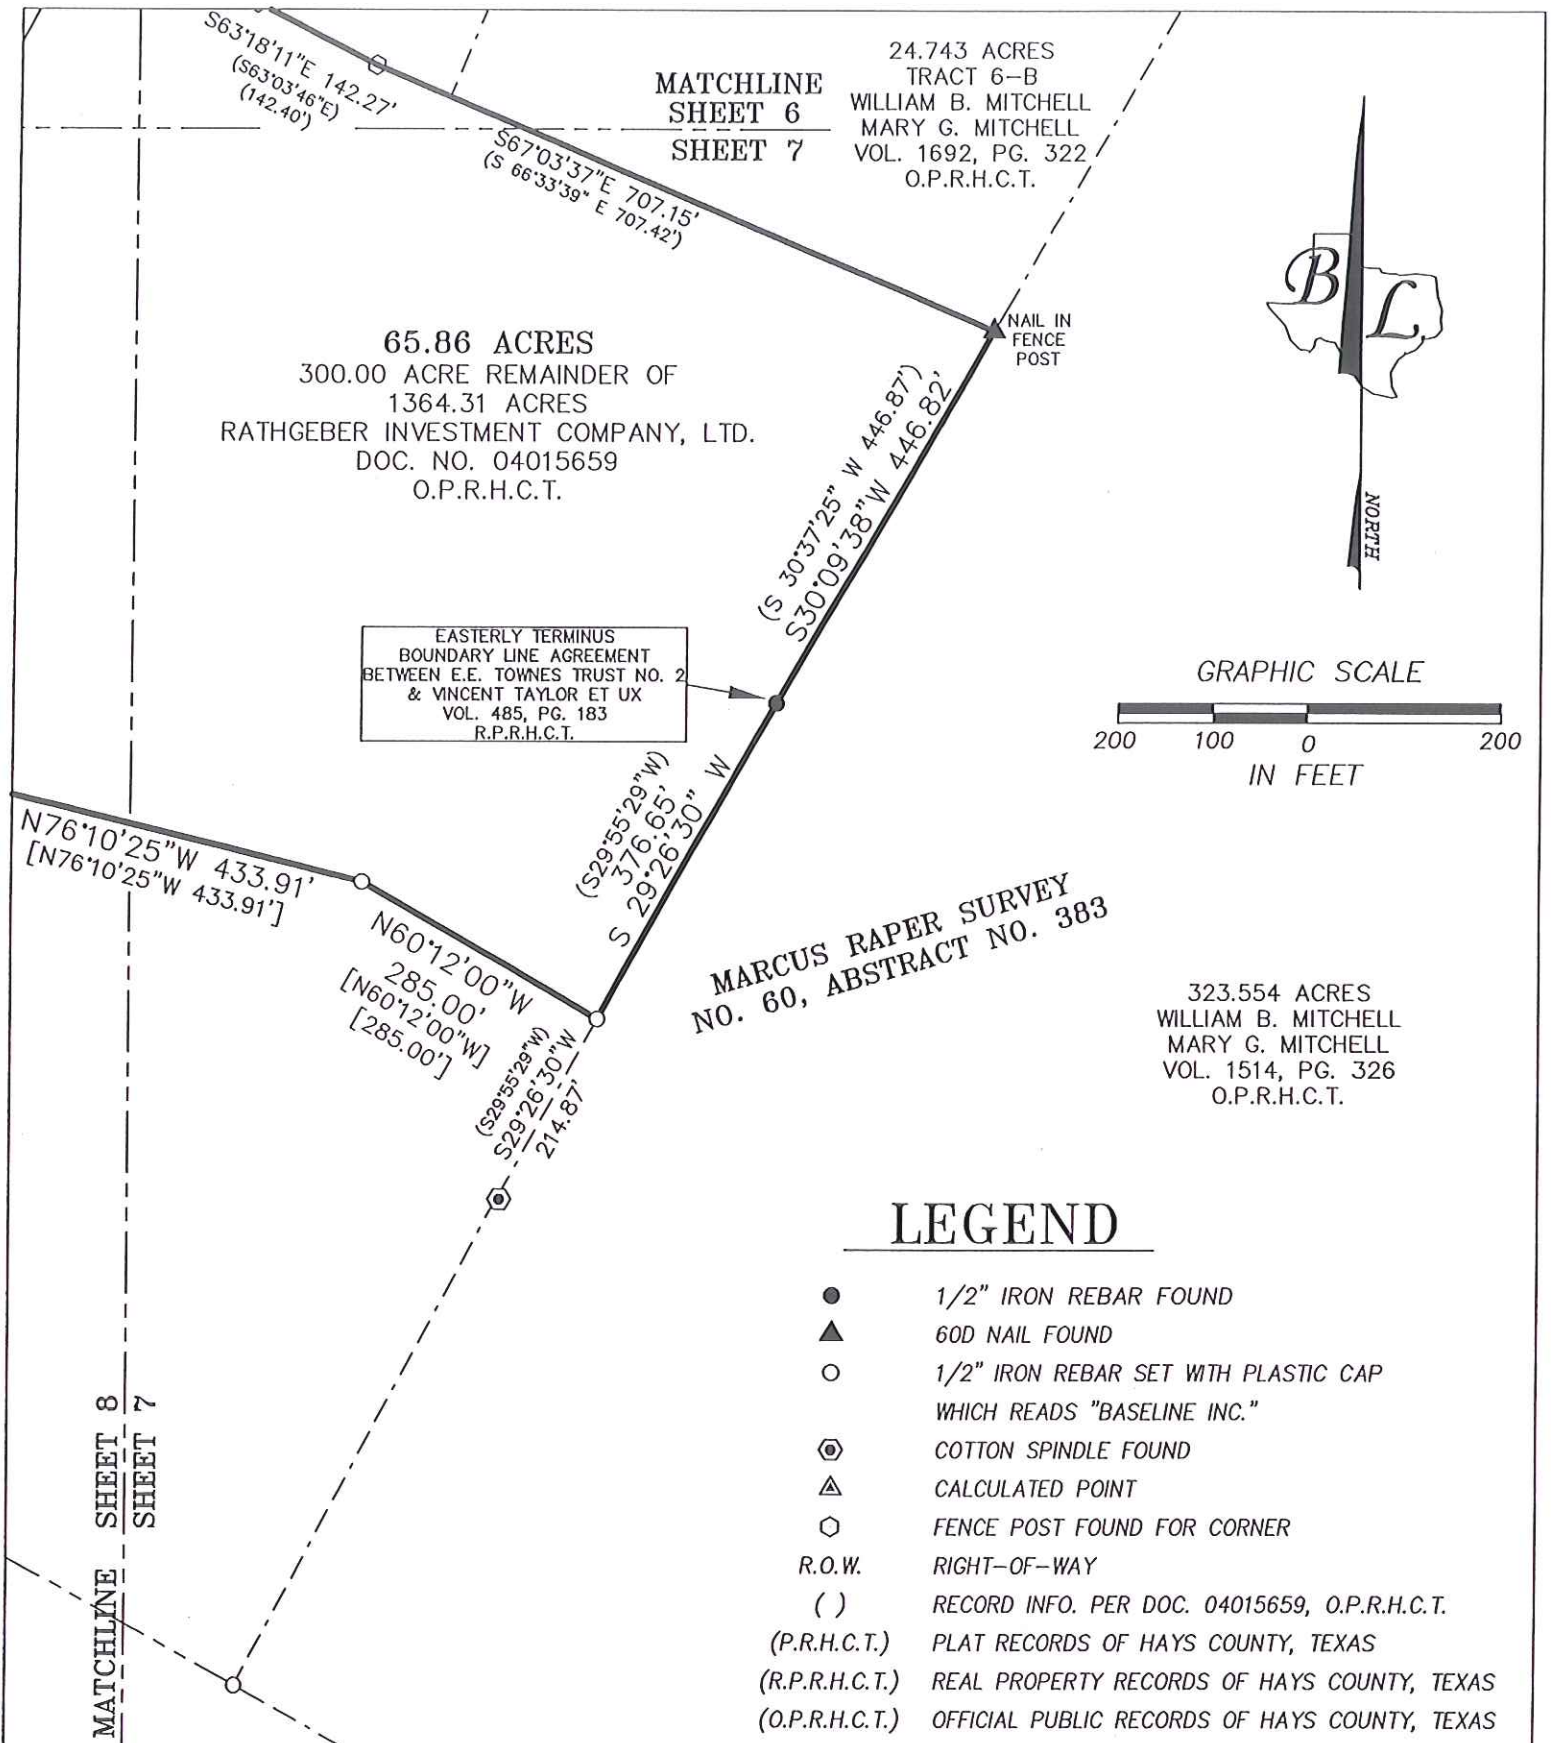 S63°18'11"E 142.27'
(S63°03'46"E)
(142.40')
MATCHLINE
SHEET 6
SHEET 7
24.743 ACRES
TRACT 6-B
WILLIAM B. MITCHELL
MARY G. MITCHELL
VOL. 1692, PG. 322
O.P.R.H.C.T.
S67°03'37"E 707.15'
(S 66°33'39" E 707.42')
B L
NORTH
NAIL IN
FENCE
POST
65.86 ACRES
300.00 ACRE REMAINDER OF
1364.31 ACRES
RATHGEBER INVESTMENT COMPANY, LTD.
DOC. NO. 04015659
O.P.R.H.C.T.
(S 30°37'25" W 446.87')
S30°09'38"W 446.82'
EASTERLY TERMINUS
BOUNDARY LINE AGREEMENT
BETWEEN E.E. TOWNES TRUST NO. 2
& VINCENT TAYLOR ET UX
VOL. 485, PG. 183
R.P.R.H.C.T.
GRAPHIC SCALE
200 100 0 200
IN FEET
(S29°55'29"W)
376.65'
S 29°26'30" W
N76°10'25"W 433.91'
[N76°10'25"W 433.91']
N60°12'00"W
285.00'
[N60°12'00"W]
[285.00']
MARCUS RAPER SURVEY
NO. 60, ABSTRACT NO. 383
323.554 ACRES
WILLIAM B. MITCHELL
MARY G. MITCHELL
VOL. 1514, PG. 326
O.P.R.H.C.T.
(S29°55'29"W)
S29°26'30"W
214.87'
LEGEND
1/2" IRON REBAR FOUND
60D NAIL FOUND
1/2" IRON REBAR SET WITH PLASTIC CAP
WHICH READS "BASELINE INC."
COTTON SPINDLE FOUND
CALCULATED POINT
FENCE POST FOUND FOR CORNER
R.O.W. RIGHT-OF-WAY
( ) RECORD INFO. PER DOC. 04015659, O.P.R.H.C.T.
(P.R.H.C.T.) PLAT RECORDS OF HAYS COUNTY, TEXAS
(R.P.R.H.C.T.) REAL PROPERTY RECORDS OF HAYS COUNTY, TEXAS
(O.P.R.H.C.T.) OFFICIAL PUBLIC RECORDS OF HAYS COUNTY, TEXAS
MATCHLINE SHEET 8
SHEET 7